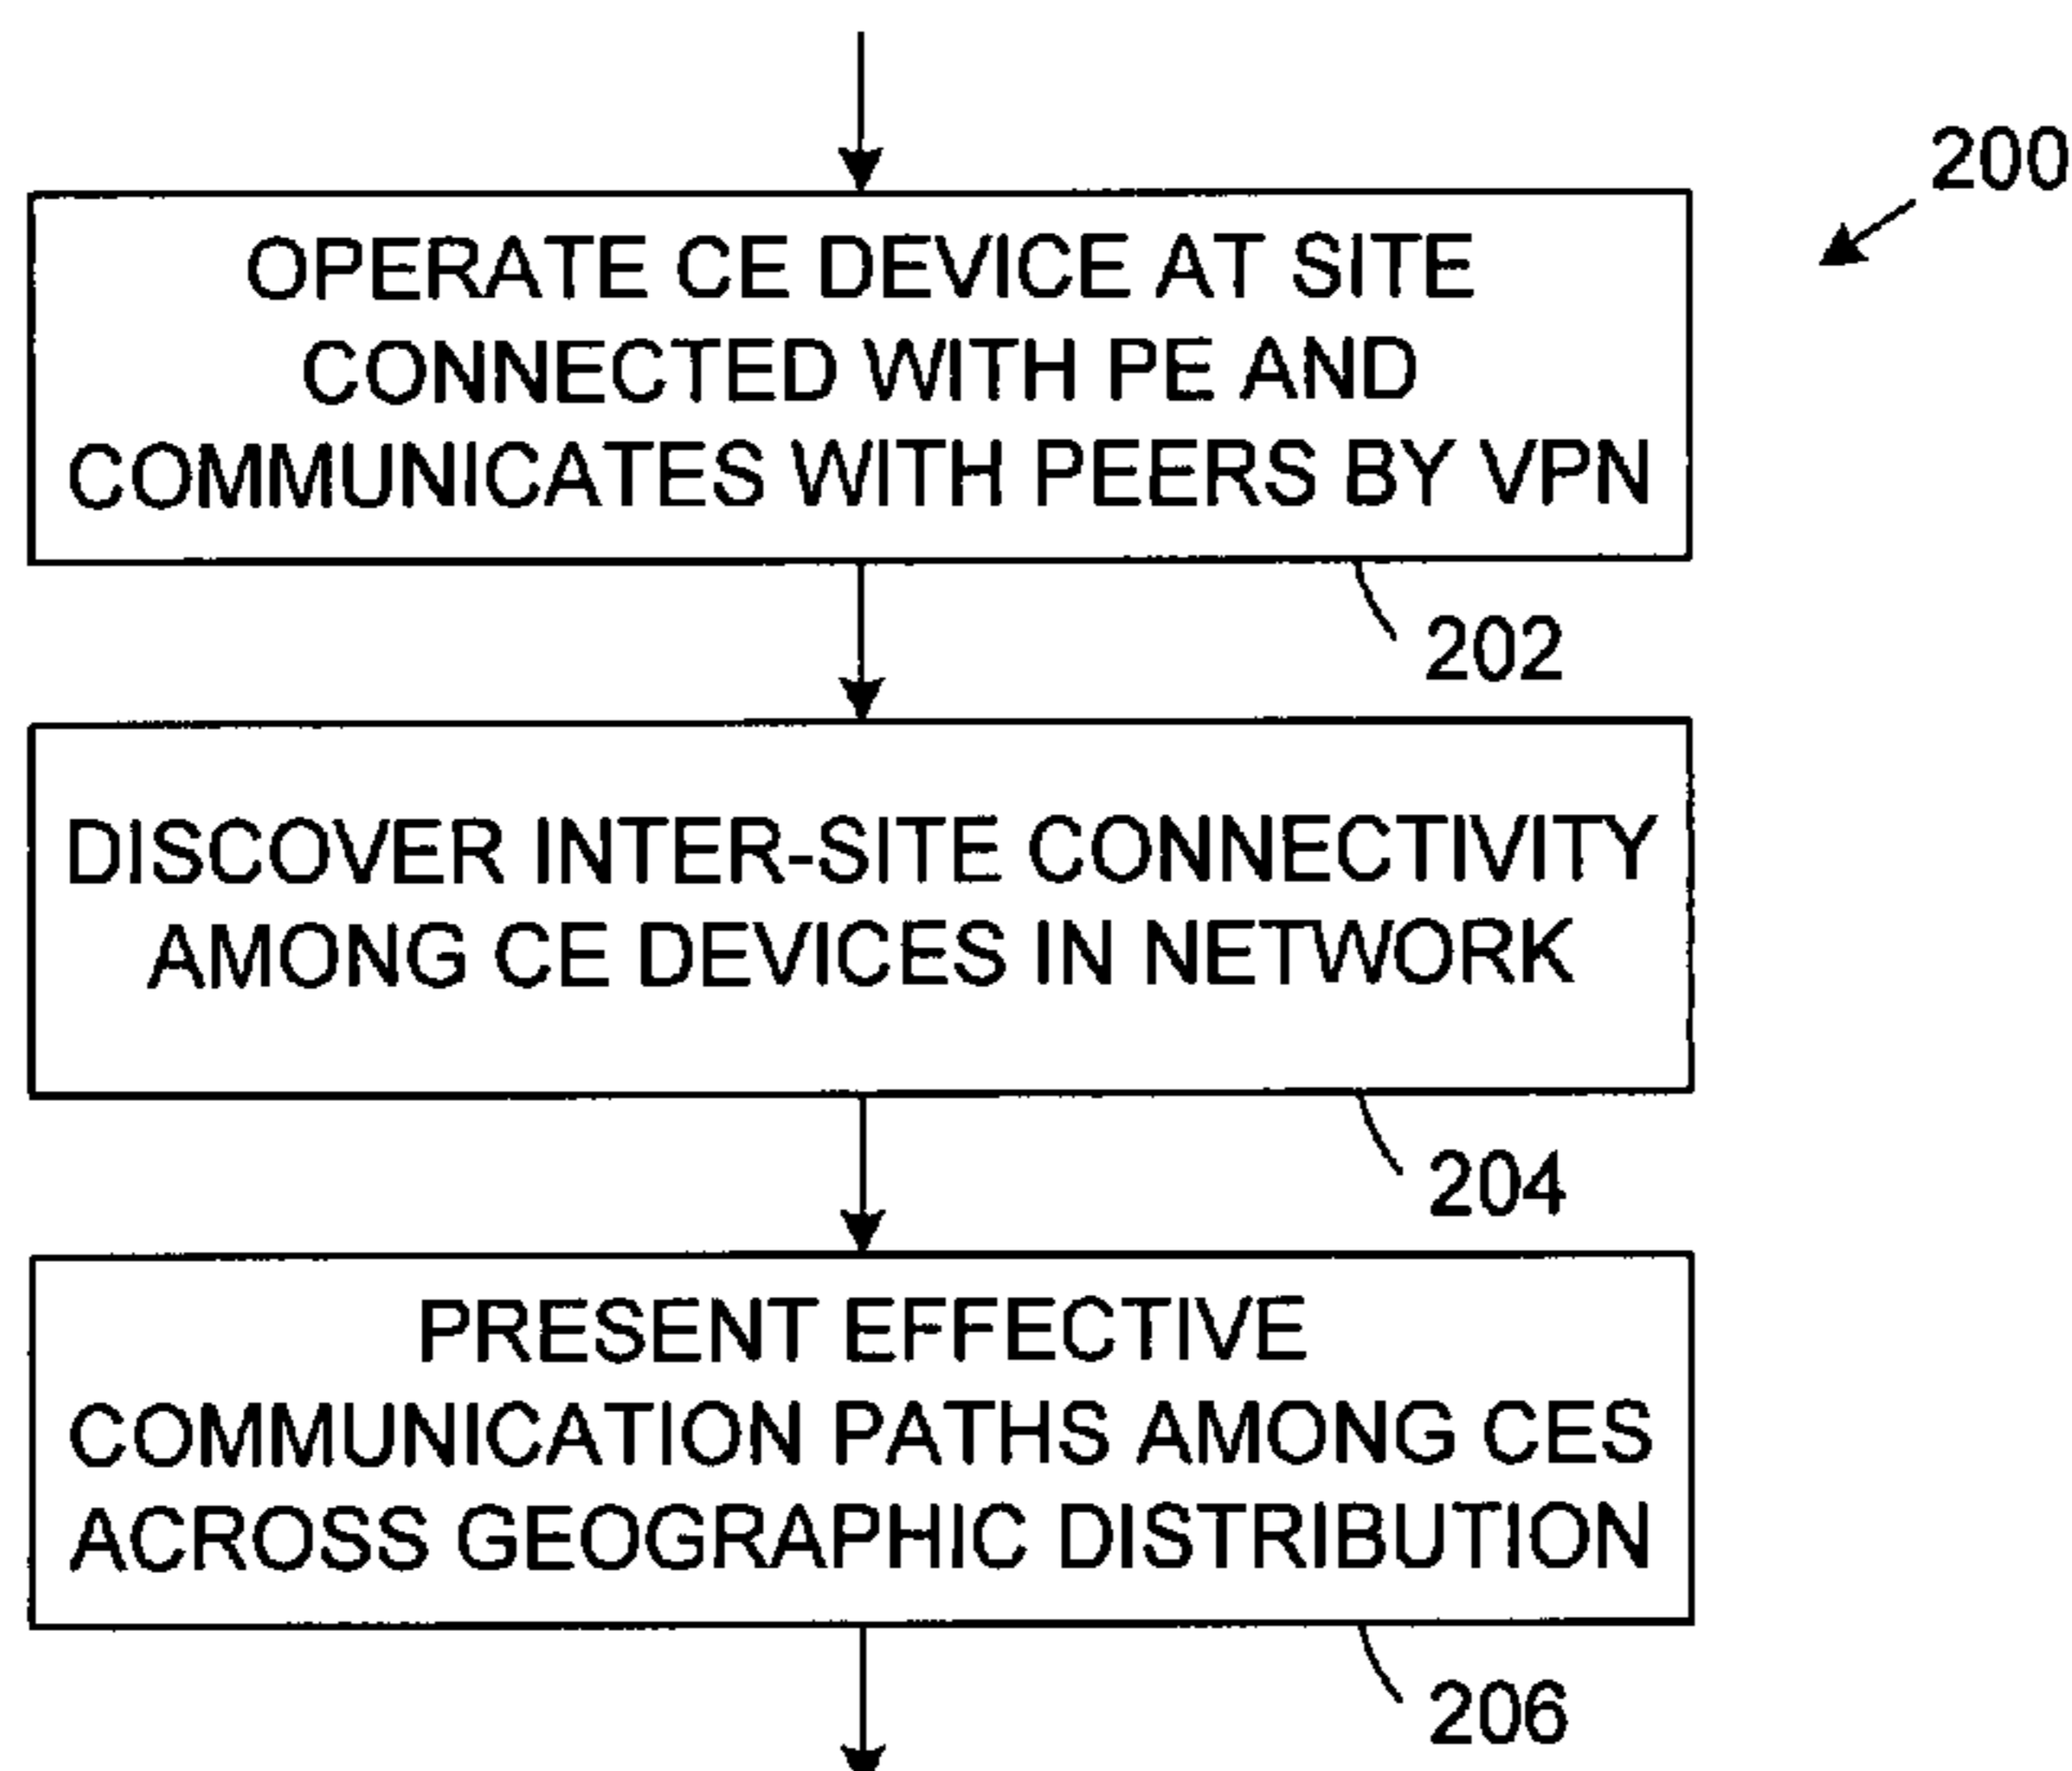 200
OPERATE CE DEVICE AT SITE
CONNECTED WITH PE AND
COMMUNICATES WITH PEERS BY VPN
202
DISCOVER INTER-SITE CONNECTIVITY
AMONG CE DEVICES IN NETWORK
204
PRESENT EFFECTIVE
COMMUNICATION PATHS AMONG CES
ACROSS GEOGRAPHIC DISTRIBUTION
206